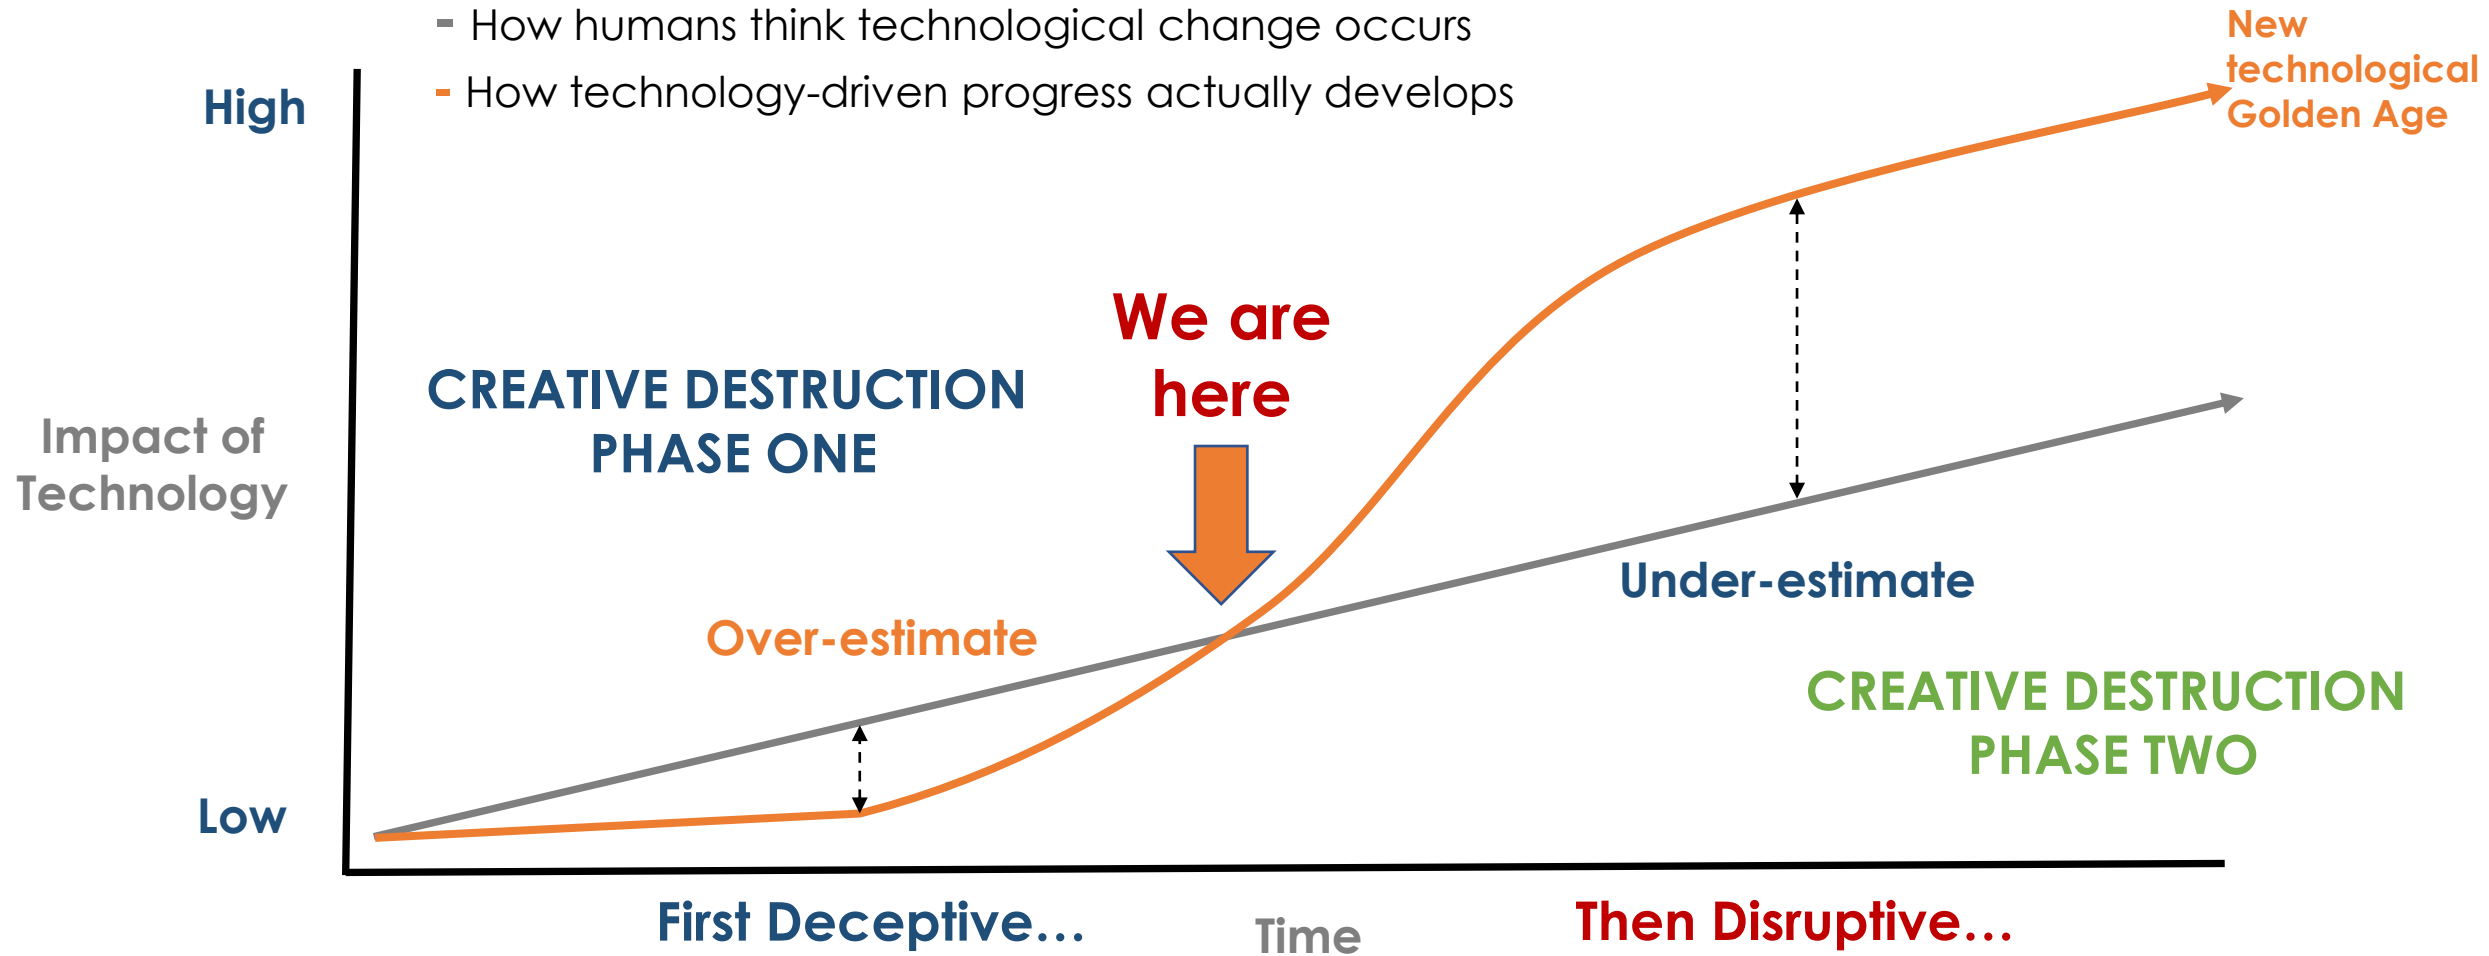 - How humans think technological change occurs
- How technology-driven progress actually develops
New
technological
Golden Age
High
We are
here
CREATIVE DESTRUCTION
PHASE ONE
Impact of
Technology
Under-estimate
Over-estimate
CREATIVE DESTRUCTION
PHASE TWO
Low
First Deceptive…
Time
Then Disruptive…